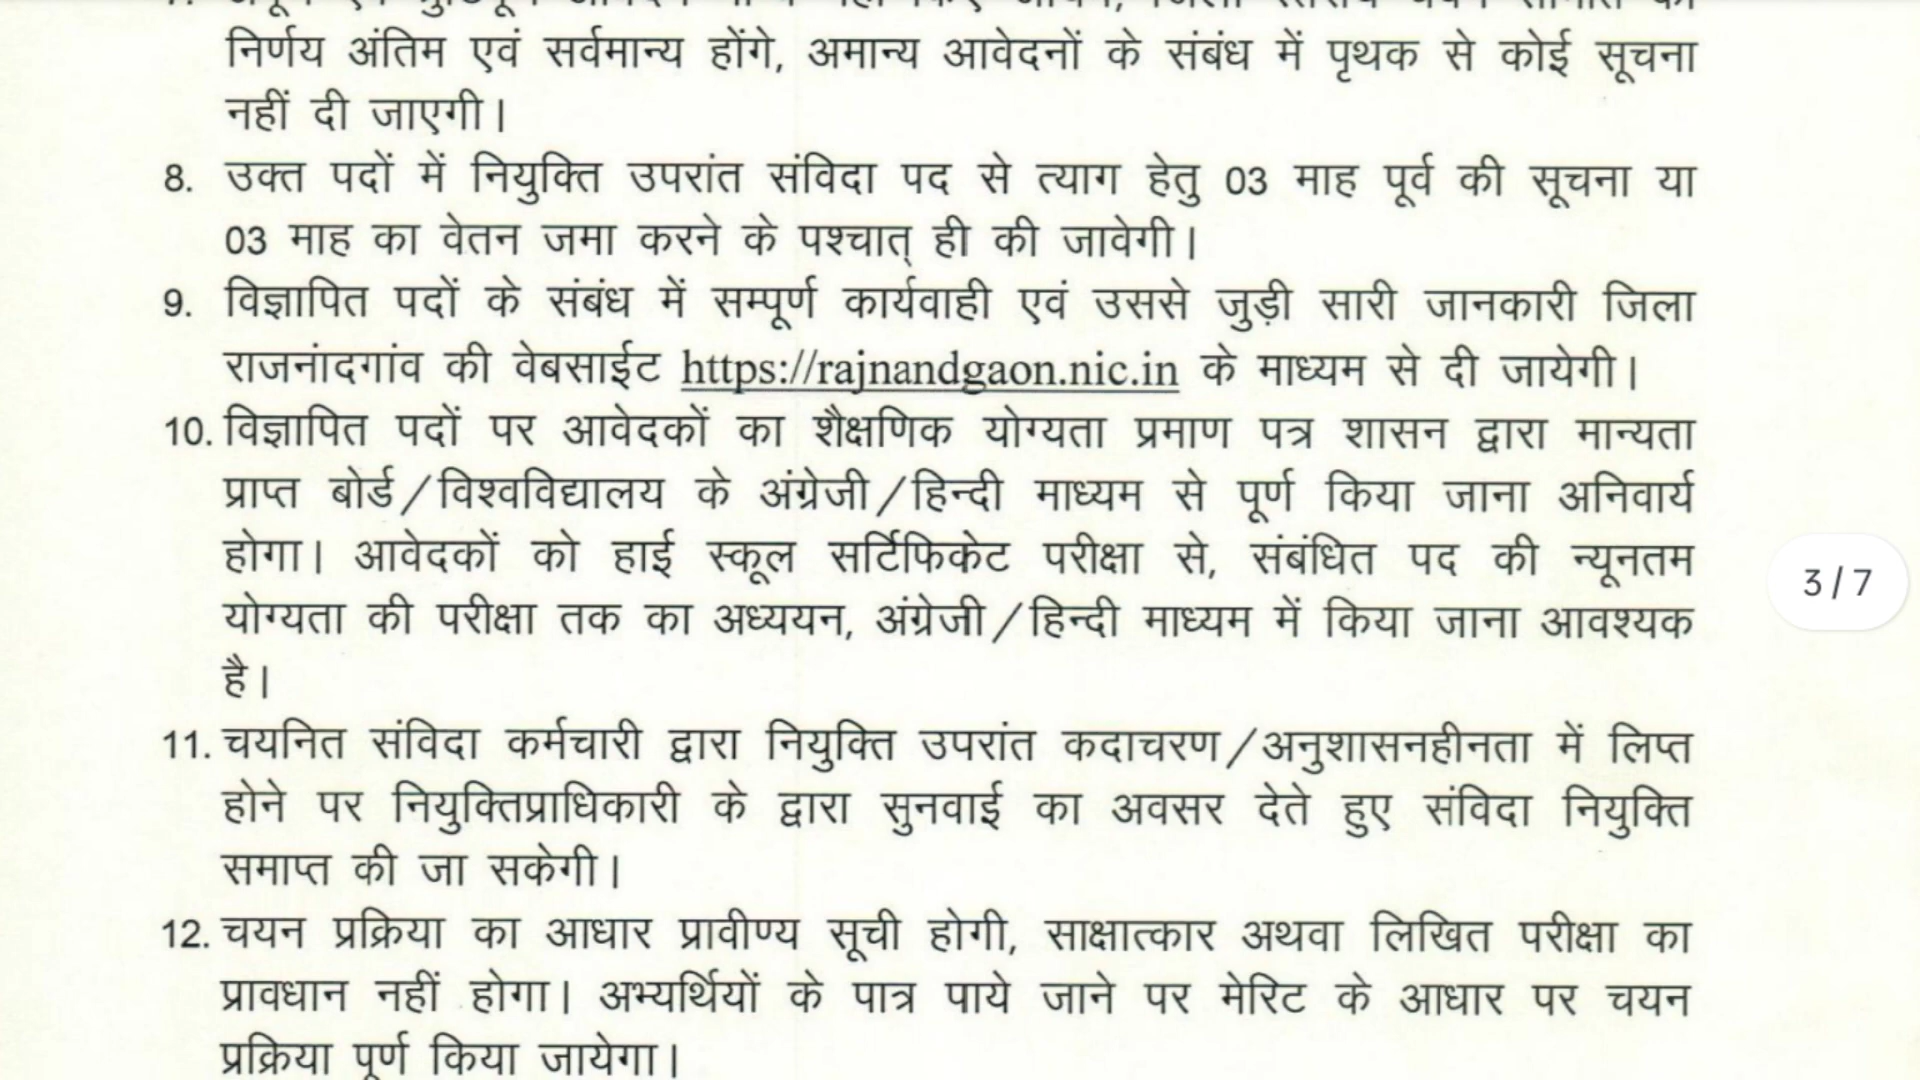 निर्णय अंतिम एवं सर्वमान्य होंगे, अमान्य आवेदनों के संबंध में पृथक से कोई सूचना
नहीं दी जाएगी।
8. उक्त पदों में नियुक्ति उपरांत संविदा पद से त्याग हेतु 03 माह पूर्व की सूचना या
03 माह का वेतन जमा करने के पश्चात् ही की जावेगी।
9. विज्ञापित पदों के संबंध में सम्पूर्ण कार्यवाही एवं उससे जुड़ी सारी जानकारी जिला
राजनांदगांव की वेबसाईट https://rajnandgaon.nic.in के माध्यम से दी जायेगी।
10. विज्ञापित पदों पर आवेदकों का शैक्षणिक योग्यता प्रमाण पत्र शासन द्वारा मान्यता
प्राप्त बोर्ड/विश्वविद्यालय के अंग्रेजी/हिन्दी माध्यम से पूर्ण किया जाना अनिवार्य
होगा। आवेदकों को हाई स्कूल सर्टिफिकेट परीक्षा से, संबंधित पद की न्यूनतम
3/7
योग्यता की परीक्षा तक का अध्ययन, अंग्रेजी/हिन्दी माध्यम में किया जाना आवश्यक
है।
11. चयनित संविदा कर्मचारी द्वारा नियुक्ति उपरांत कदाचरण/अनुशासनहीनता में लिप्त
होने पर नियुक्तिप्राधिकारी के द्वारा सुनवाई का अवसर देते हुए संविदा नियुक्ति
समाप्त की जा सकेगी।
12. चयन प्रक्रिया का आधार प्रावीण्य सूची होगी, साक्षात्कार अथवा लिखित परीक्षा का
प्रावधान नहीं होगा। अभ्यर्थियों के पात्र पाये जाने पर मेरिट के आधार पर चयन
प्रक्रिया पूर्ण किया जायेगा।